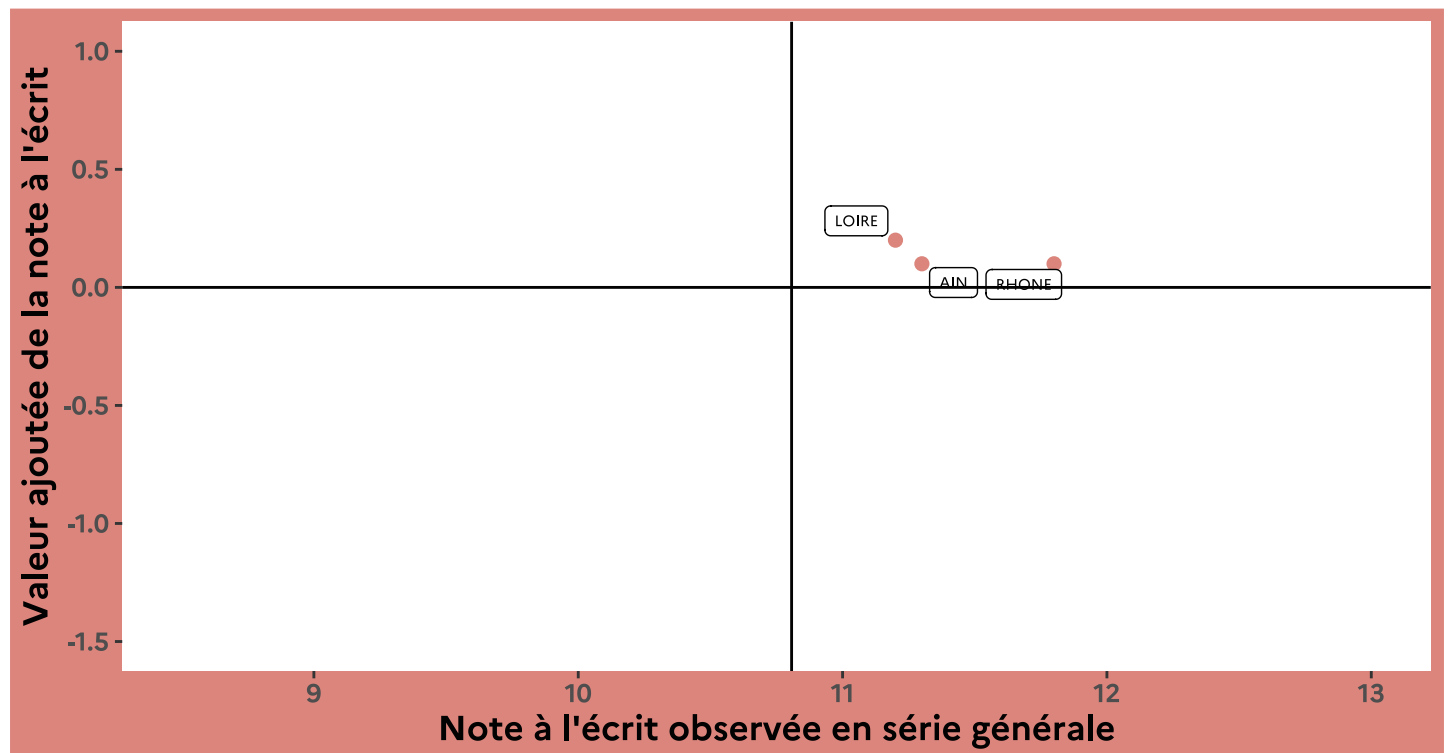 Valeur ajoutée de la note à l'écrit
1.0
0.5
0.0
-0.5
-1.0
-1.5
LOIRE
AIN
RHONE
9
10
11
12
13
Note à l'écrit observée en série générale